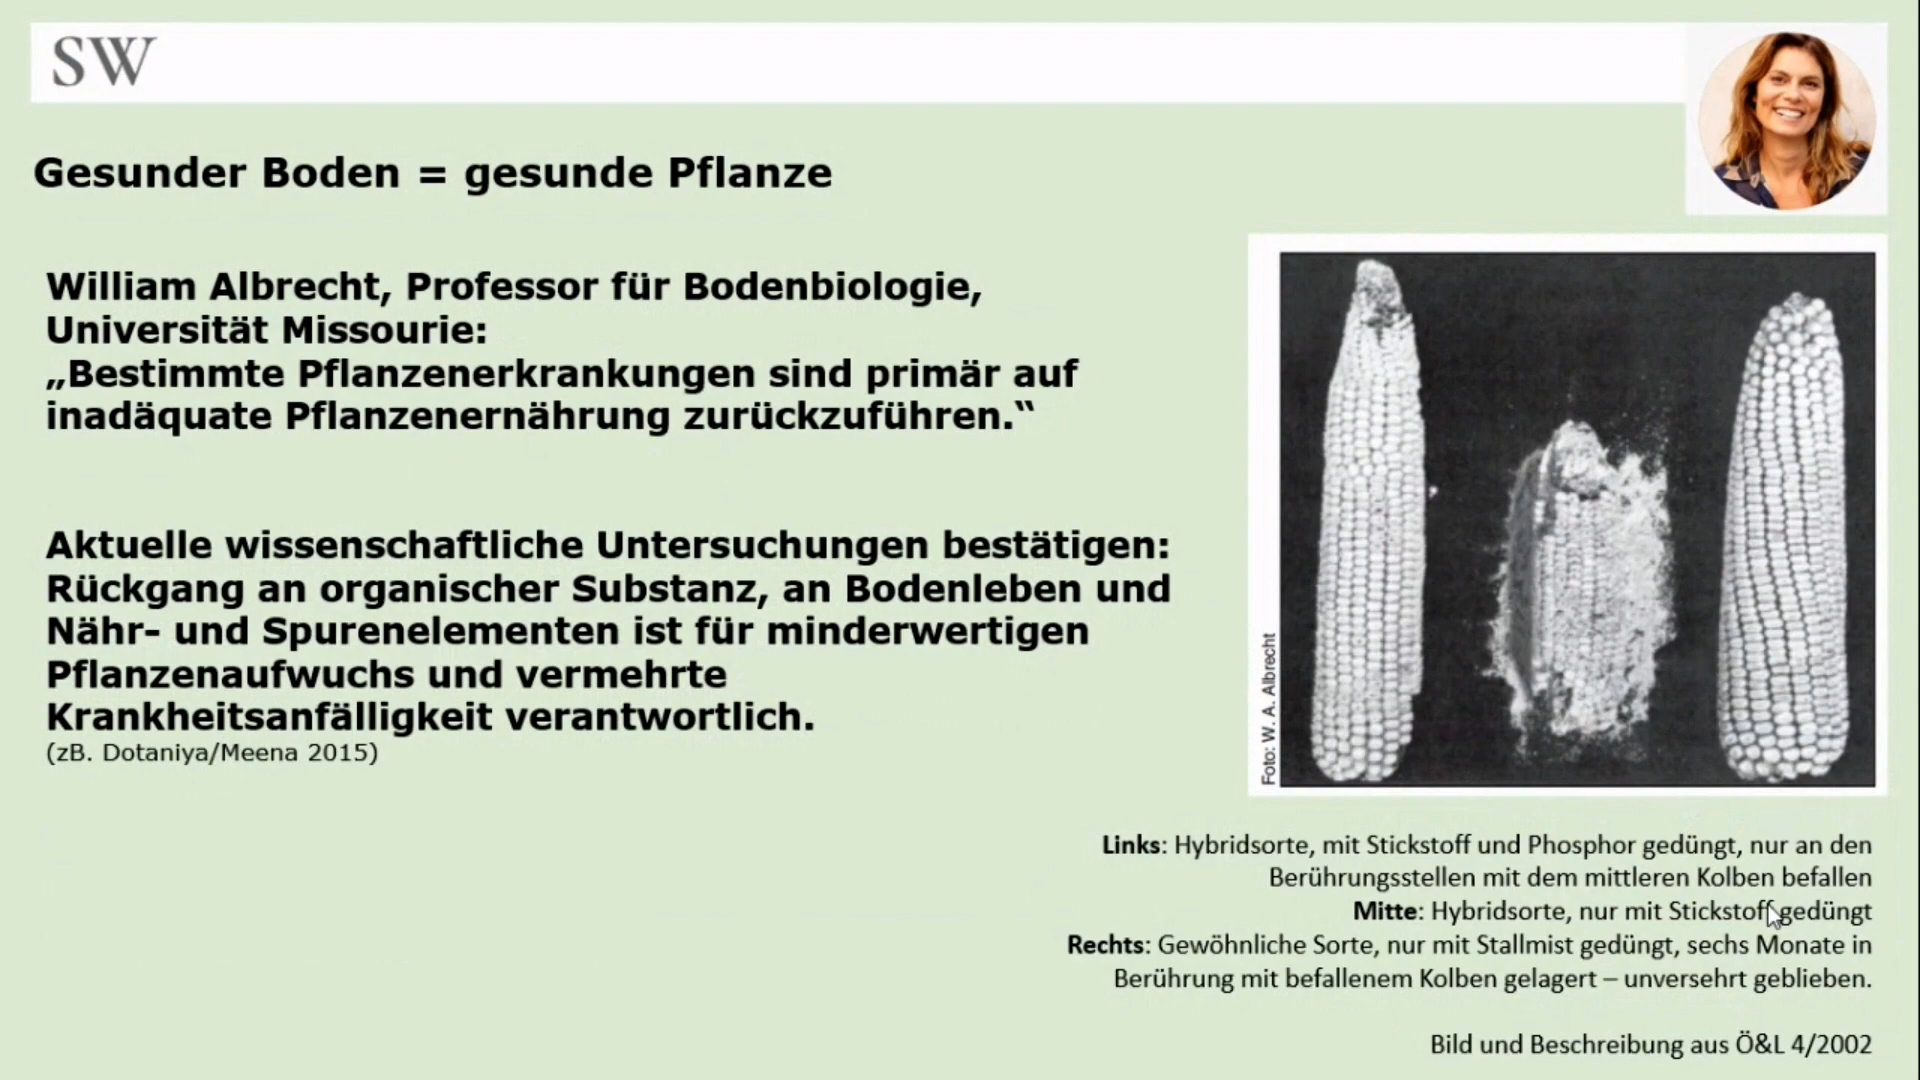 SW
Gesunder Boden = gesunde Pflanze
William Albrecht, Professor für Bodenbiologie,
Universität Missourie:
„Bestimmte Pflanzenerkrankungen sind primär auf
inadäquate Pflanzenernährung zurückzuführen.“
Aktuelle wissenschaftliche Untersuchungen bestätigen:
Rückgang an organischer Substanz, an Bodenleben und
Nähr- und Spurenelementen ist für minderwertigen
Pflanzenaufwuchs und vermehrte
Krankheitsanfälligkeit verantwortlich.
(zB. Dotaniya/Meena 2015)
Foto: W. A. Albrecht
Links: Hybridsorte, mit Stickstoff und Phosphor gedüngt, nur an den
Berührungsstellen mit dem mittleren Kolben befallen
Mitte: Hybridsorte, nur mit Stickstoff gedüngt
Rechts: Gewöhnliche Sorte, nur mit Stallmist gedüngt, sechs Monate in
Berührung mit befallenem Kolben gelagert – unversehrt geblieben.
Bild und Beschreibung aus Ö&L 4/2002